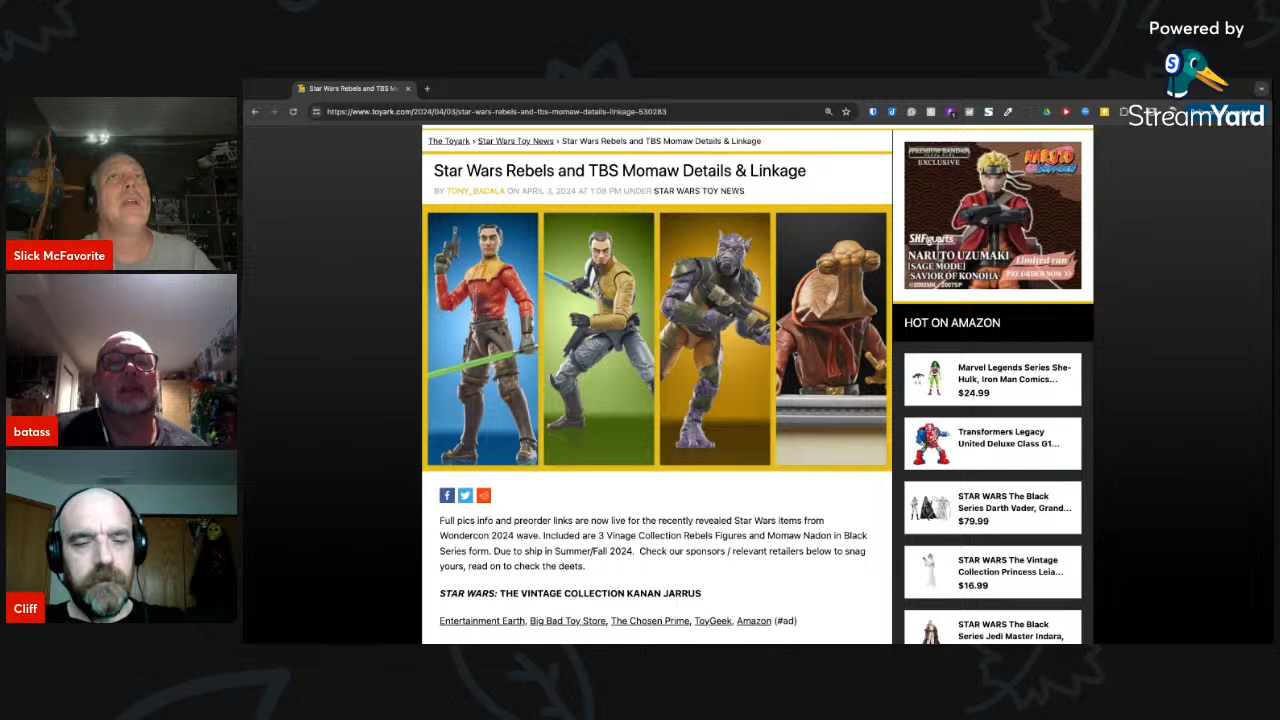 Powered by
StreamYard
Star Wars Rebels and TBS Mo
https://www.toyark.com/2024/04/03/star-wars-rebels-and-tbs-momaw-details-linkage-530283
The Toyark › Star Wars Toy News › Star Wars Rebels and TBS Momaw Details & Linkage
Star Wars Rebels and TBS Momaw Details & Linkage
BY TONY_BACALA ON APRIL 3, 2024 AT 1:08 PM UNDER STAR WARS TOY NEWS
Full pics info and preorder links are now live for the recently revealed Star Wars items from
Wondercon 2024 wave. Included are 3 Vinage Collection Rebels Figures and Momaw Nadon in Black
Series form. Due to ship in Summer/Fall 2024. Check our sponsors / relevant retailers below to snag
yours, read on to check the deets.
STAR WARS: THE VINTAGE COLLECTION KANAN JARRUS
Entertainment Earth, Big Bad Toy Store, The Chosen Prime, ToyGeek, Amazon (#ad)
PREMIUM BANDAI
EXCLUSIVE
NARUTO
S.H.Figuarts
NARUTO UZUMAKI
[SAGE MODE]
-SAVIOR OF KONOHA-
Limited run
PRE ORDER NOW >>
HOT ON AMAZON
Marvel Legends Series She-
Hulk, Iron Man Comics...
$24.99
Transformers Legacy
United Deluxe Class G1...
STAR WARS The Black
Series Darth Vader, Grand...
$79.99
STAR WARS The Vintage
Collection Princess Leia...
$16.99
STAR WARS The Black
Series Jedi Master Indara,
Slick McFavorite
batass
Cliff